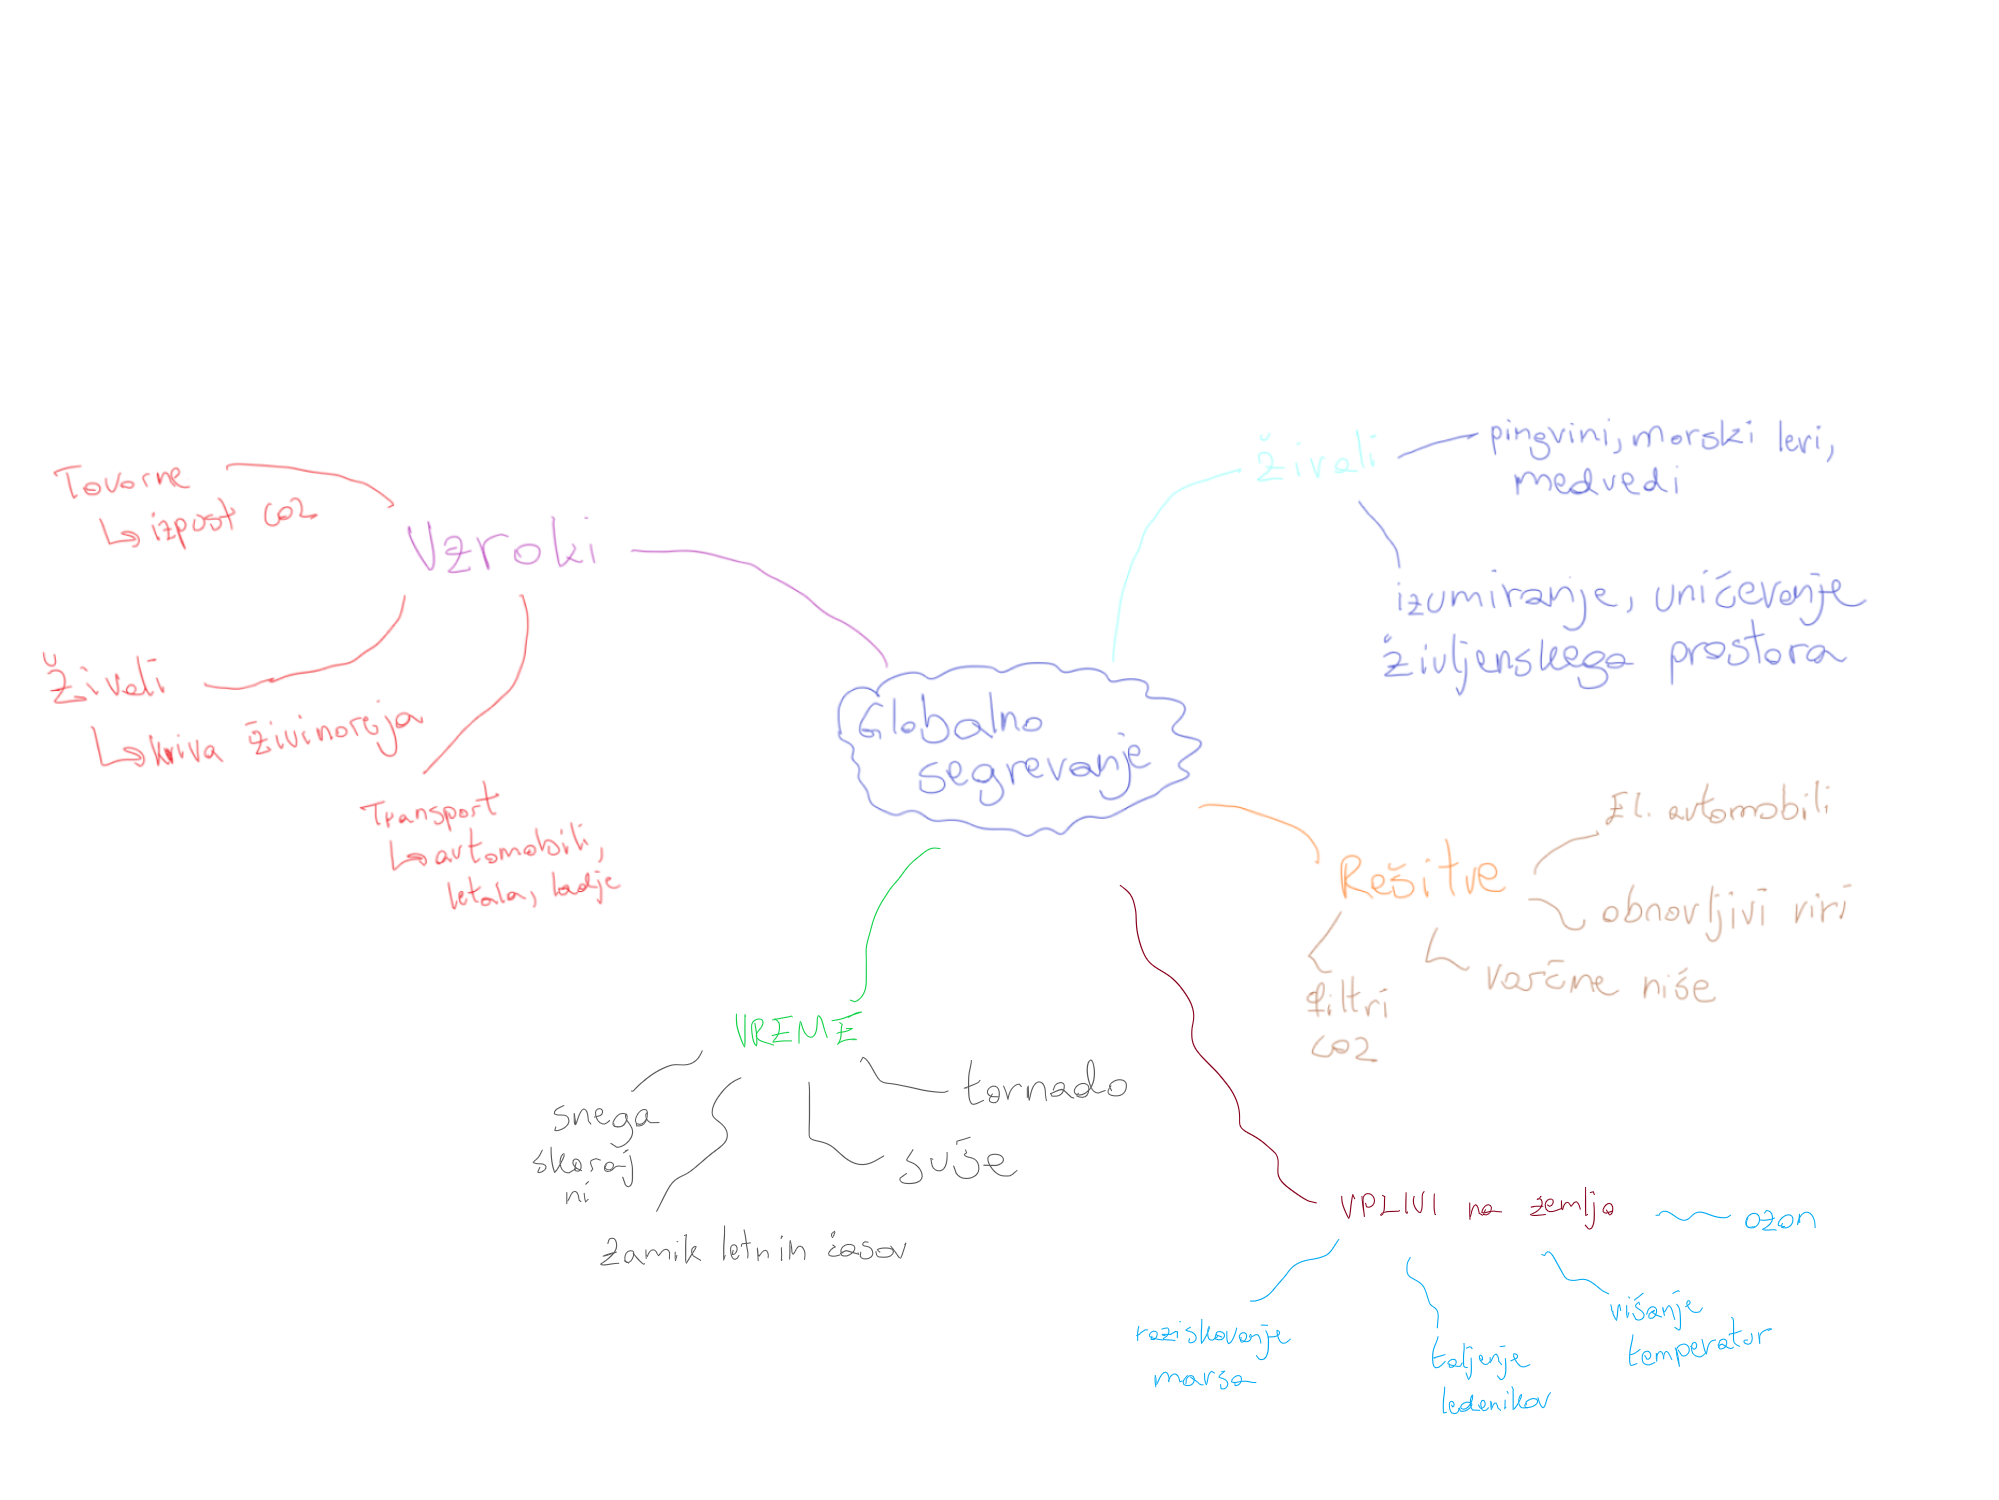 Globalno
segrevanje
Vzroki
Tovorne
↳ izpust CO2
Živali
↳ kriva živinoreja
Transport
↳ avtomobili,
letala, ladje
Živali
pingvini, morski levi,
medvedi
izumiranje, uničevanje
življenskega prostora
Rešitve
El. avtomobili
obnovljivi viri
varčne niše
filtri
CO2
VREME
snega
skoraj
ni
zamik letnih časov
suše
tornado
VPLIVI na zemljo
ozon
višanje
temperatur
taljenje
ledenikov
raziskovanje
marsa